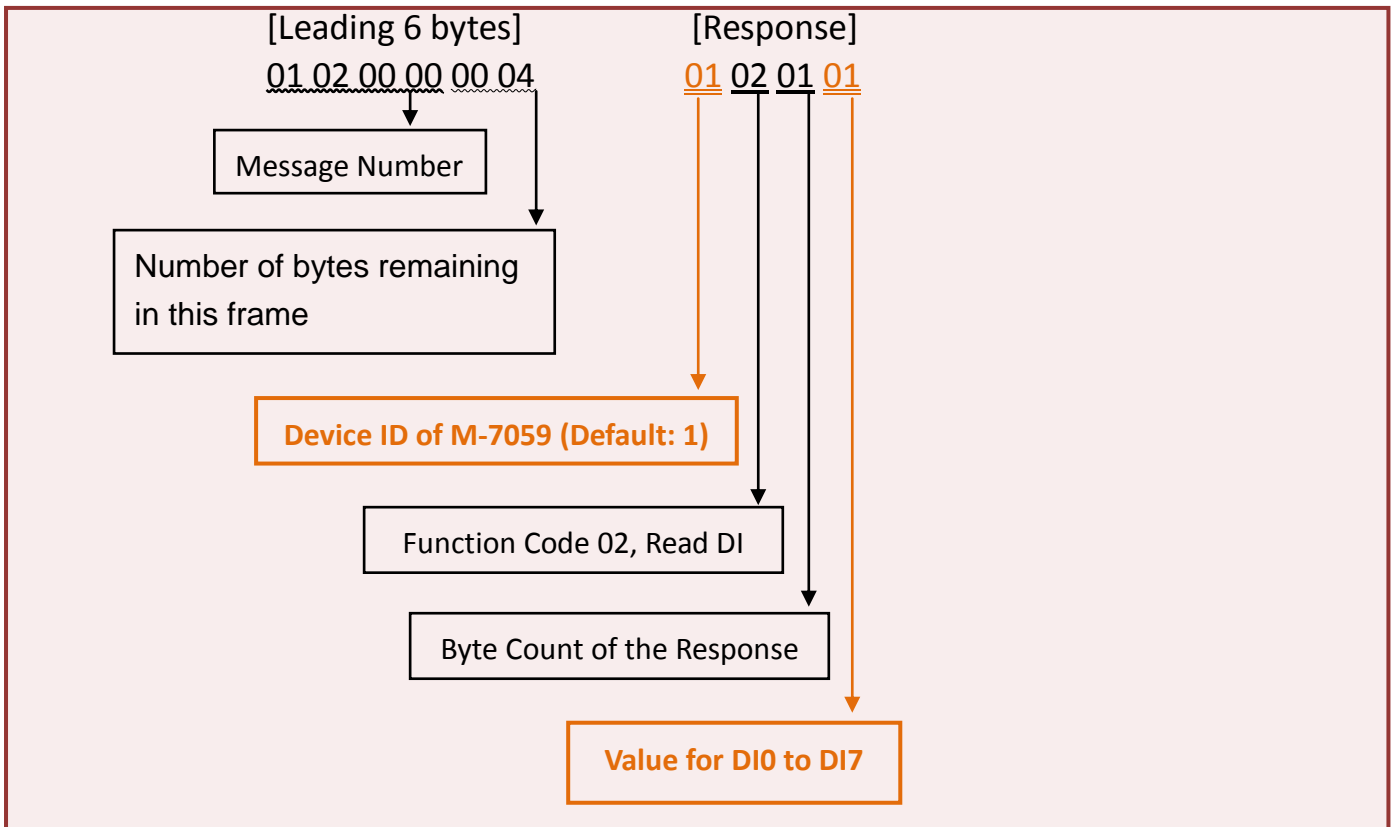 [Leading 6 bytes] [Response]
01 02 00 00 00 04 01 02 01 01
Message Number
Number of bytes remaining
in this frame
Device ID of M-7059 (Default: 1)
Function Code 02, Read DI
Byte Count of the Response
Value for DI0 to DI7